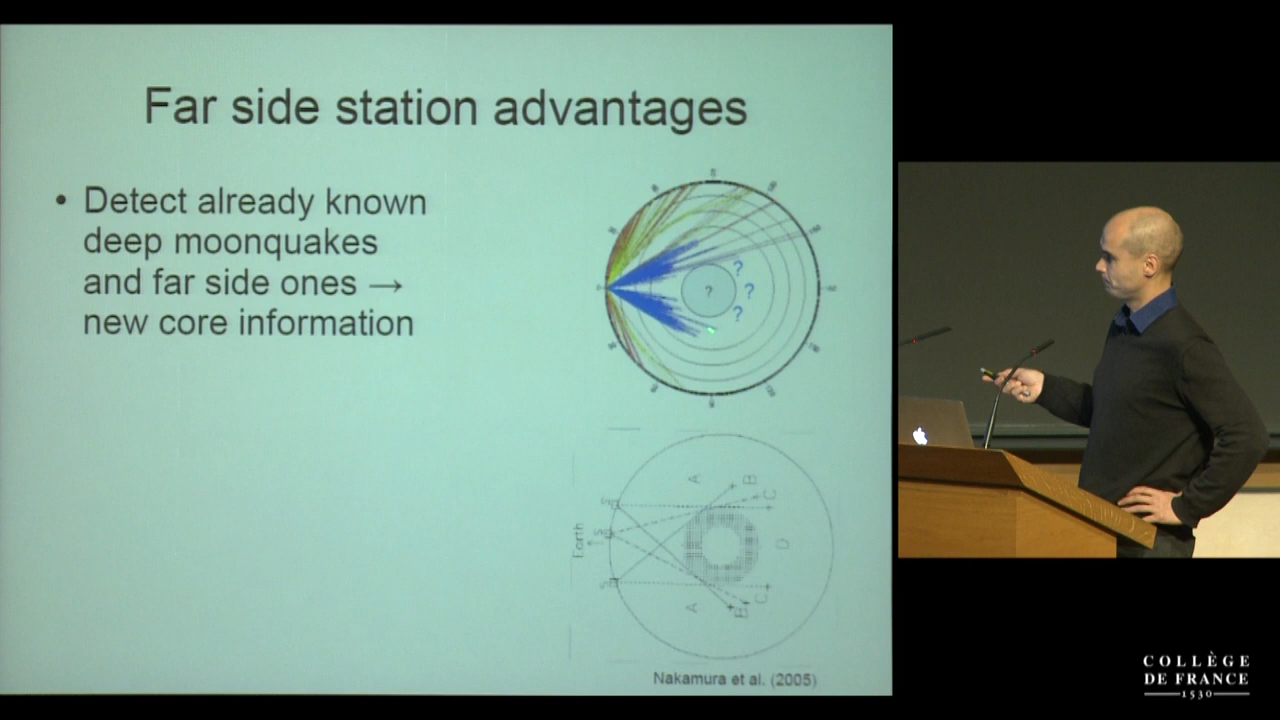 Far side station advantages
• Detect already known
deep moonquakes
and far side ones →
new core information
?
?
?
?
Earth
S
S
S
A
B
C
D
A
B
C
Nakamura et al. (2005)
COLLÈGE
DE FRANCE
1530